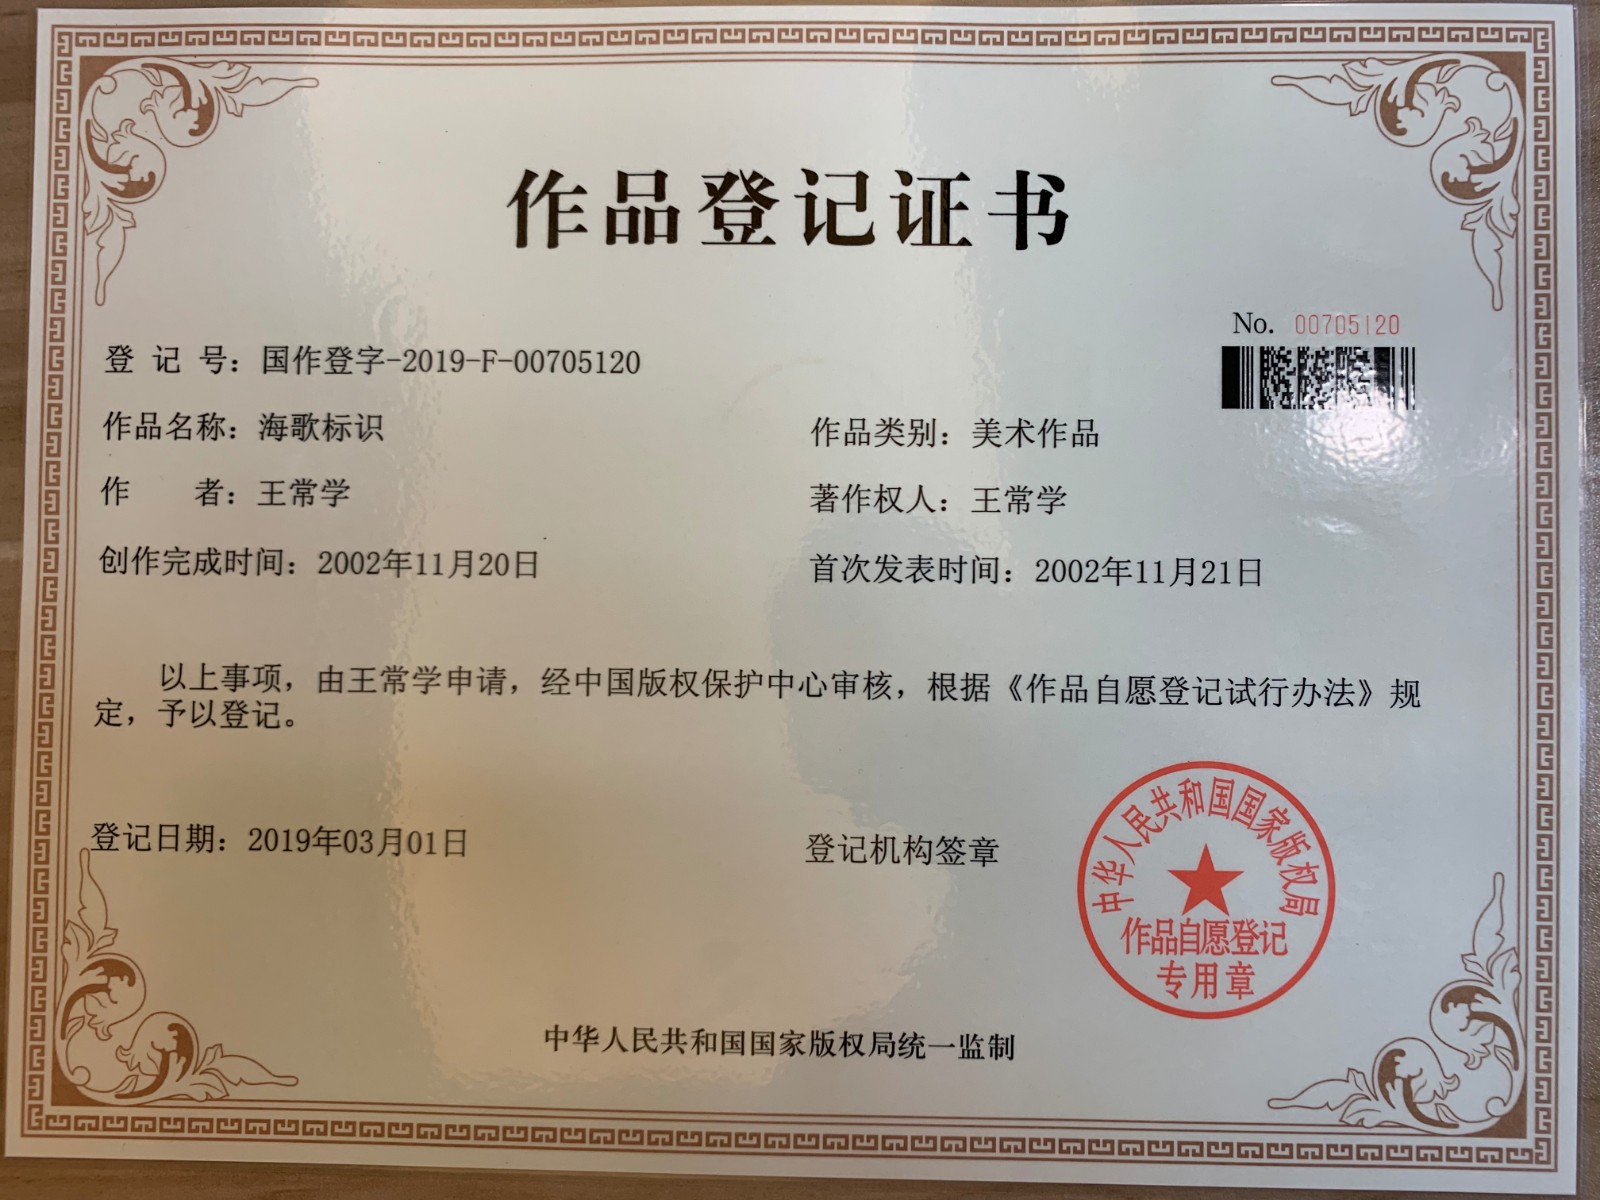 作品登记证书
No. 00705120
登 记 号：国作登字-2019-F-00705120
作品名称：海歌标识
作品类别：美术作品
作 者：王常学
著作权人：王常学
创作完成时间：2002年11月20日
首次发表时间：2002年11月21日
以上事项，由王常学申请，经中国版权保护中心审核，根据《作品自愿登记试行办法》规
定，予以登记。
登记日期：2019年03月01日
登记机构签章
中华人民共和国国家版权局
作品自愿登记
专用章
中华人民共和国国家版权局统一监制